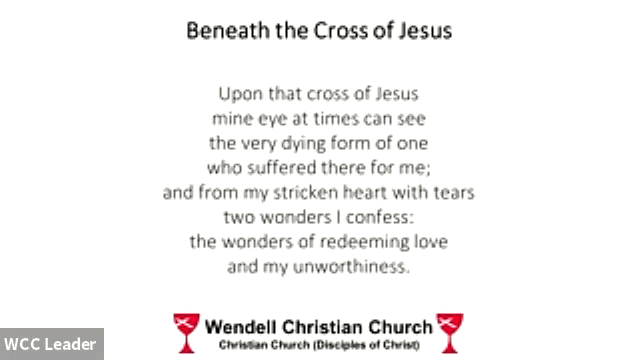 Beneath the Cross of Jesus
Upon that cross of Jesus
mine eye at times can see
the very dying form of one
who suffered there for me;
and from my stricken heart with tears
two wonders I confess:
the wonders of redeeming love
and my unworthiness.
Wendell Christian Church
Christian Church (Disciples of Christ)
WCC Leader